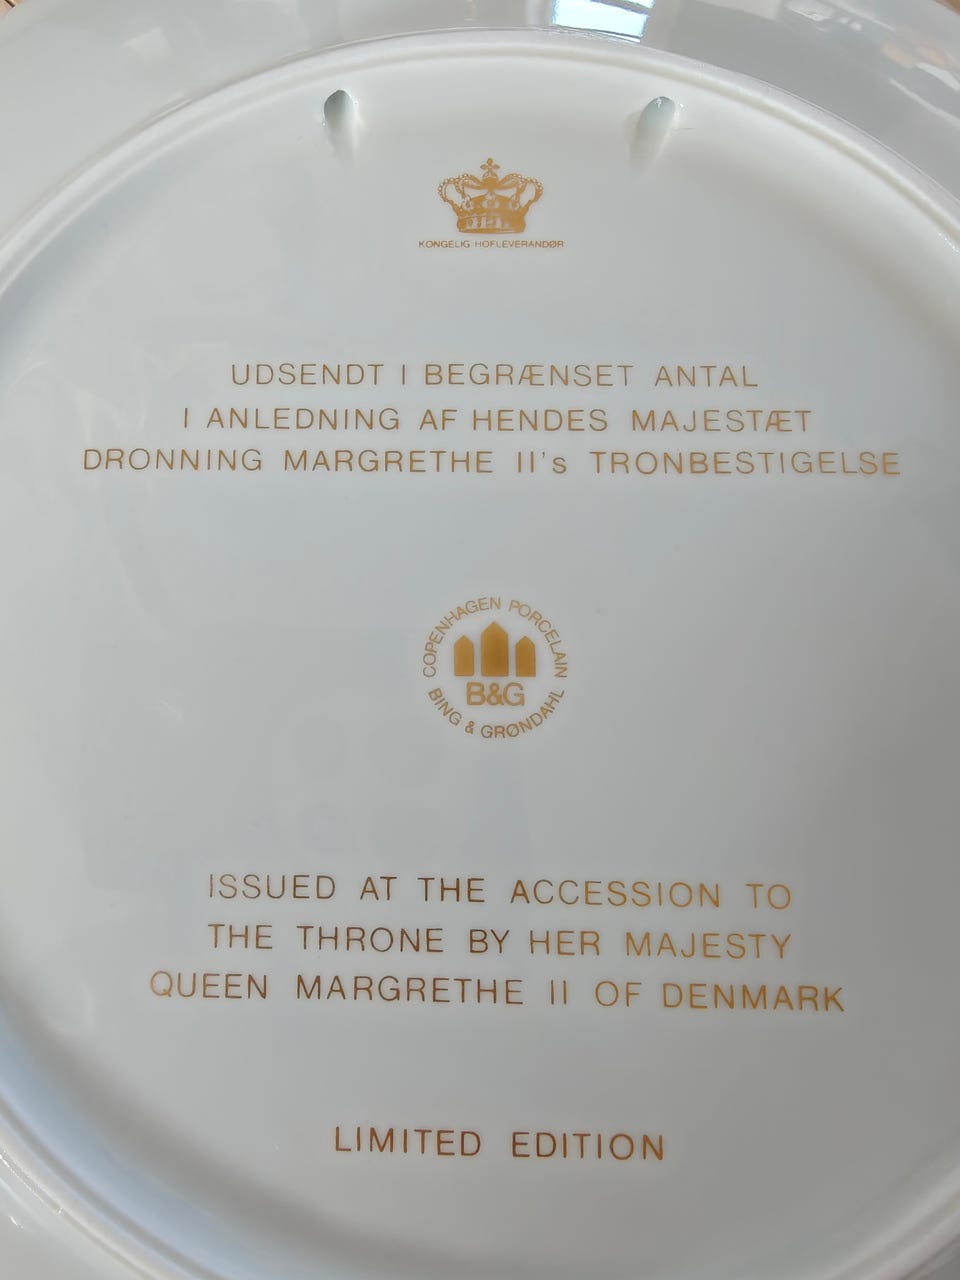 KONGELIG HOFLEVERANDØR
UDSENDT I BEGRÆNSET ANTAL
I ANLEDNING AF HENDES MAJESTÆT
DRONNING MARGRETHE II's TRONBESTIGELSE
COPENHAGEN PORCELAIN
B&G
BING & GRØNDAHL
ISSUED AT THE ACCESSION TO
THE THRONE BY HER MAJESTY
QUEEN MARGRETHE II OF DENMARK
LIMITED EDITION